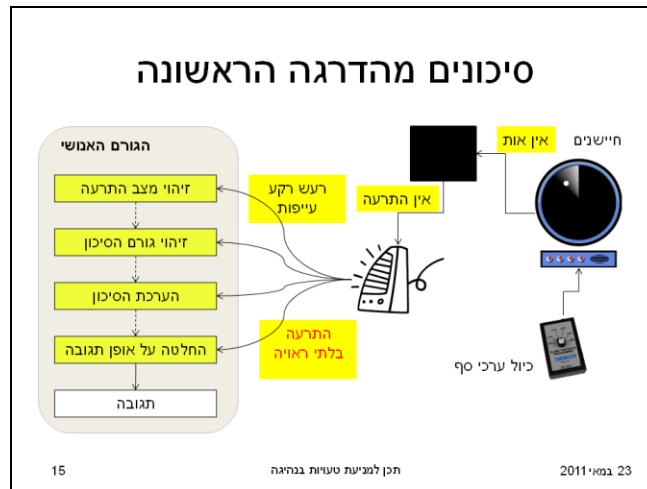 סיכונים מהדרגה הראשונה
חיישנים
אין אות
אין התרעה
כיול ערכי סף
רעש רקע
עייפות
התרעה
בלתי ראויה
הגורם האנושי
זיהוי מצב התרעה
זיהוי גורם הסיכון
הערכת הסיכון
החלטה על אופן תגובה
תגובה
23 במאי 2011
תכן למניעת טעויות בנהיגה
15